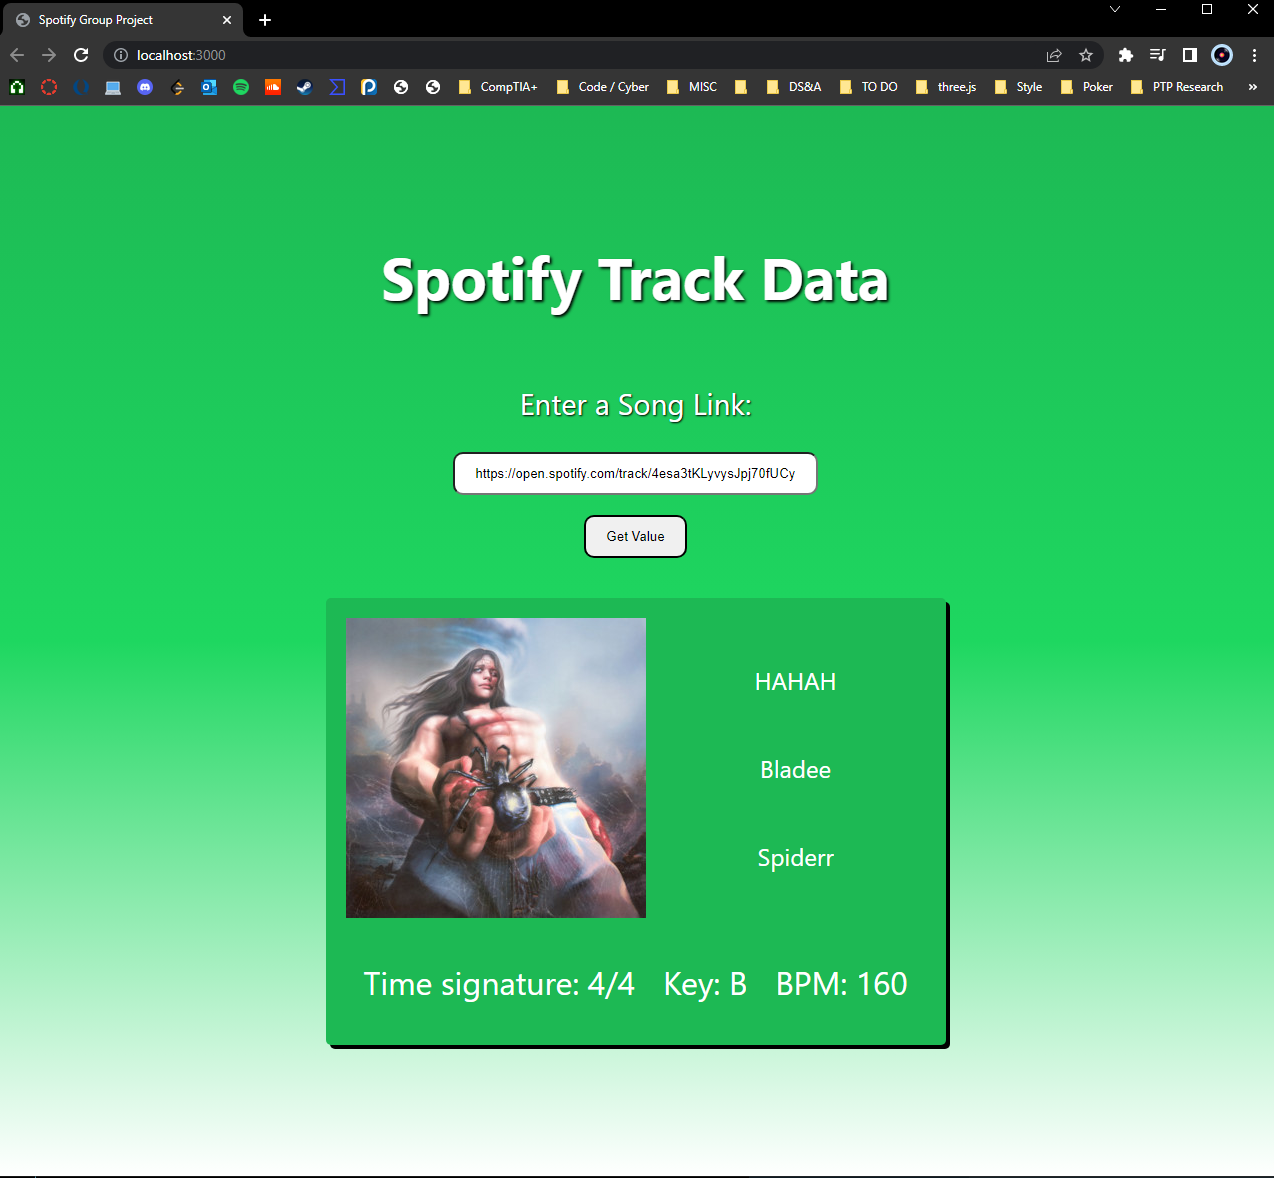 Spotify Group Project
localhost:3000
CompTIA+ Code / Cyber MISC DS&A TO DO three.js Style Poker PTP Research »
Spotify Track Data
Enter a Song Link:
https://open.spotify.com/track/4esa3tKLyvysJpj70fUCy
Get Value
HAHAH
Bladee
Spiderr
Time signature: 4/4 Key: B BPM: 160